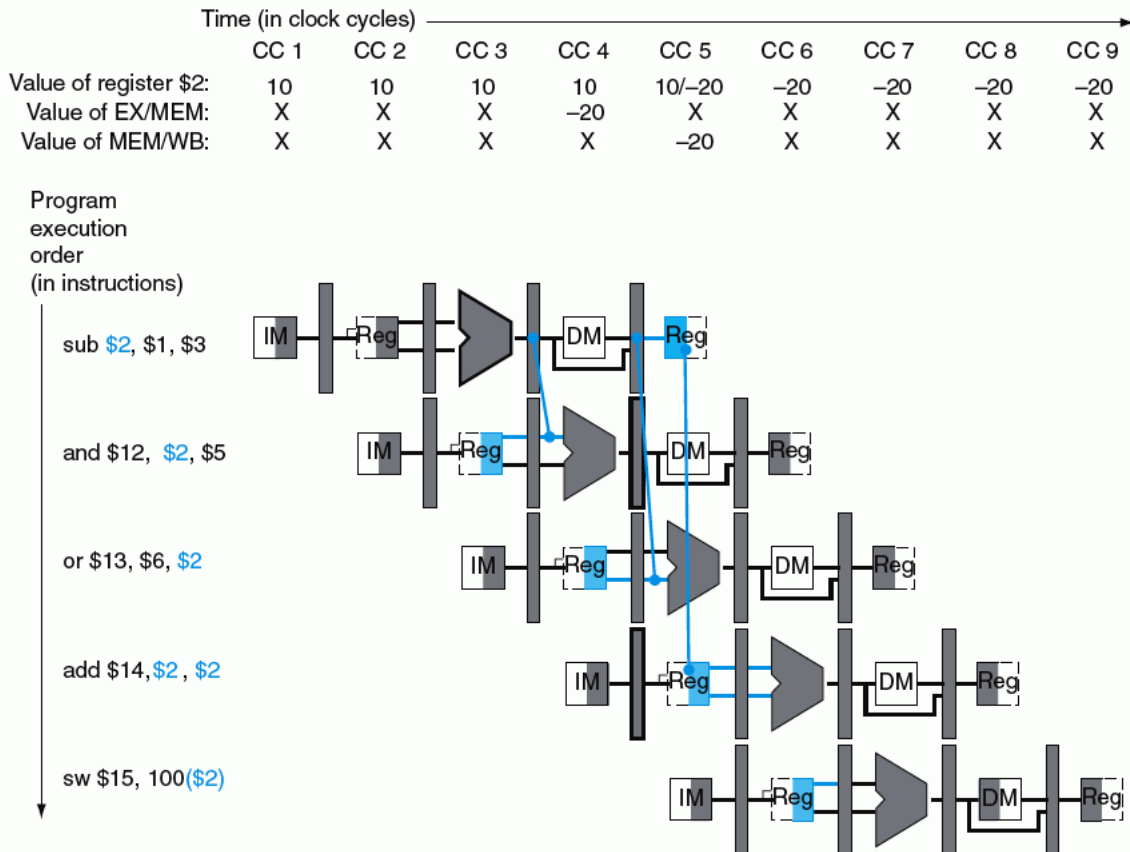 Time (in clock cycles)
CC 1 CC 2 CC 3 CC 4 CC 5 CC 6 CC 7 CC 8 CC 9
Value of register $2: 10 10 10 10 10/–20 –20 –20 –20 –20
Value of EX/MEM: X X X –20 X X X X X
Value of MEM/WB: X X X X –20 X X X X
Program
execution
order
(in instructions)
sub $2, $1, $3 IM Reg DM Reg
and $12, $2, $5 IM Reg DM Reg
or $13, $6, $2 IM Reg DM Reg
add $14,$2 , $2 IM Reg DM Reg
sw $15, 100($2) IM Reg DM Reg